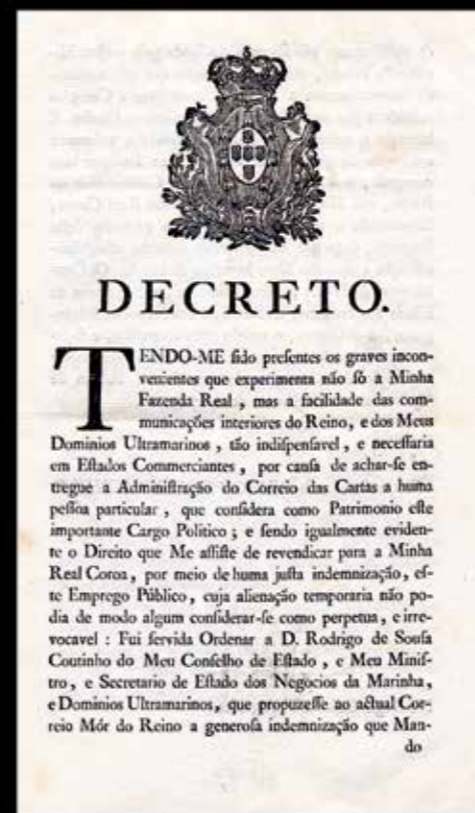 DECRETO.
TENDO-ME ſido preſentes os graves incon-
venientes que experimenta não ſó a Minha
Fazenda Real , mas a facilidade das com-
municações interiores do Reino, e dos Meus
Dominios Ultramarinos , tão indiſpenſavel , e neceſſaria
em Eſtados Commerciantes , por cauſa de achar-ſe en-
tregue a Adminiſtração do Correio das Cartas a huma
peſſoa particular , que conſidera como Patrimonio eſte
importante Cargo Politico ; e ſendo igualmente eviden-
te o Direito que Me aſſiſte de revendicar para a Minha
Real Coroa , por meio de huma juſta indemnização , eſ-
te Emprego Público , cuja alienação temporaria não po-
dia de modo algum conſiderar-ſe como perpetua , e irre-
vocavel : Fui ſervida Ordenar a D. Rodrigo de Souſa
Coutinho do Meu Conſelho de Eſtado , e Meu Miniſ-
tro , e Secretario de Eſtado dos Negocios da Marinha ,
e Dominios Ultramarinos , que propuzeſſe ao actual Cor-
reio Mór do Reino a generoſa indemnização que Man-
do